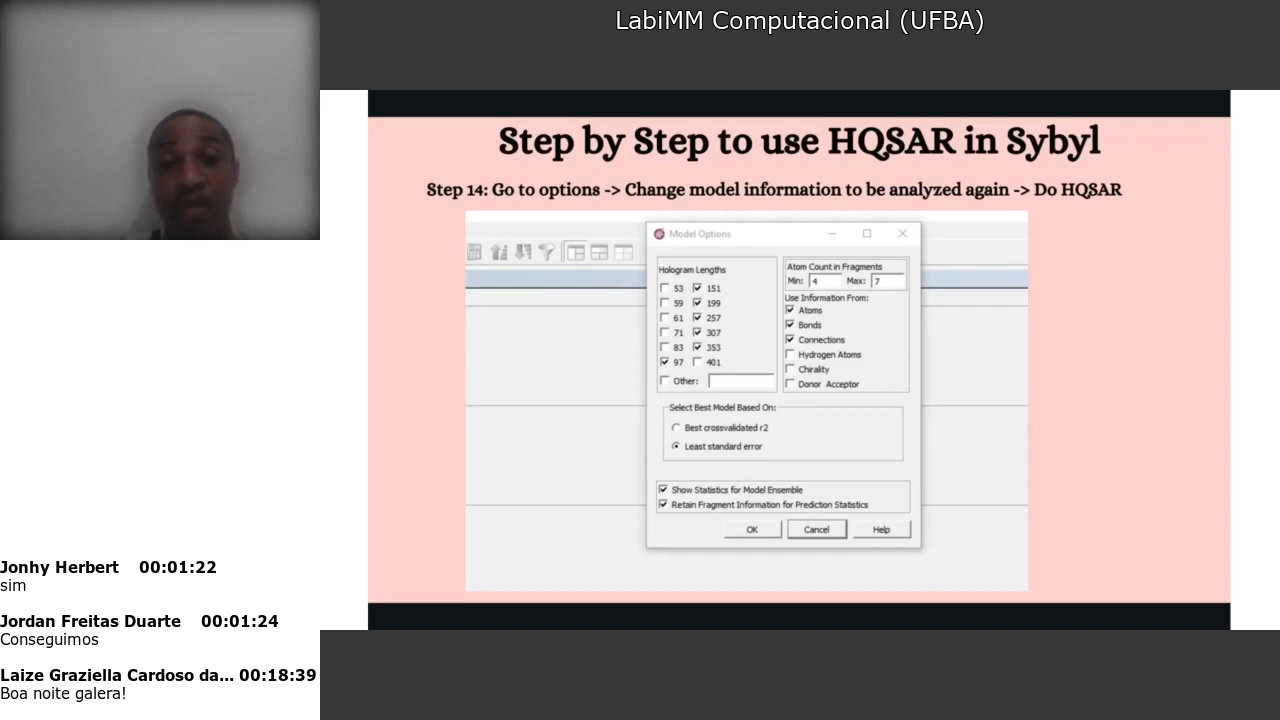 LabiMM Computacional (UFBA)
Step by Step to use HQSAR in Sybyl
Step 14: Go to options -> Change model information to be analyzed again -> Do HQSAR
Model Options
Hologram Lengths
53 151
59 199
61 257
71 307
83 353
97 401
Other:
Atom Count in Fragments
Min: 4 Max: 7
Use Information From:
Atoms
Bonds
Connections
Hydrogen Atoms
Chirality
Donor Acceptor
Select Best Model Based On:
Best crossvalidated r2
Least standard error
Show Statistics for Model Ensemble
Retain Fragment Information for Prediction Statistics
OK Cancel Help
Jonhy Herbert 00:01:22
sim
Jordan Freitas Duarte 00:01:24
Conseguimos
Laize Graziella Cardoso da... 00:18:39
Boa noite galera!